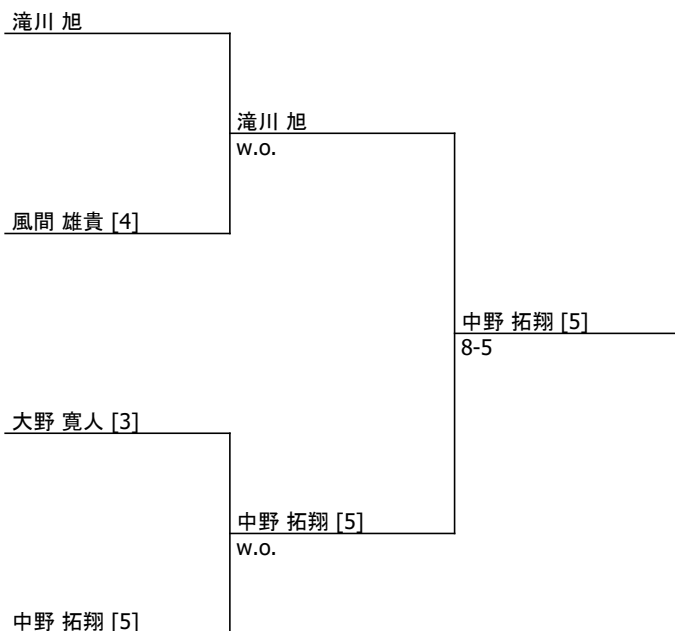 滝川 旭
滝川 旭
w.o.
風間 雄貴 [4]
中野 拓翔 [5]
8-5
大野 寛人 [3]
中野 拓翔 [5]
w.o.
中野 拓翔 [5]